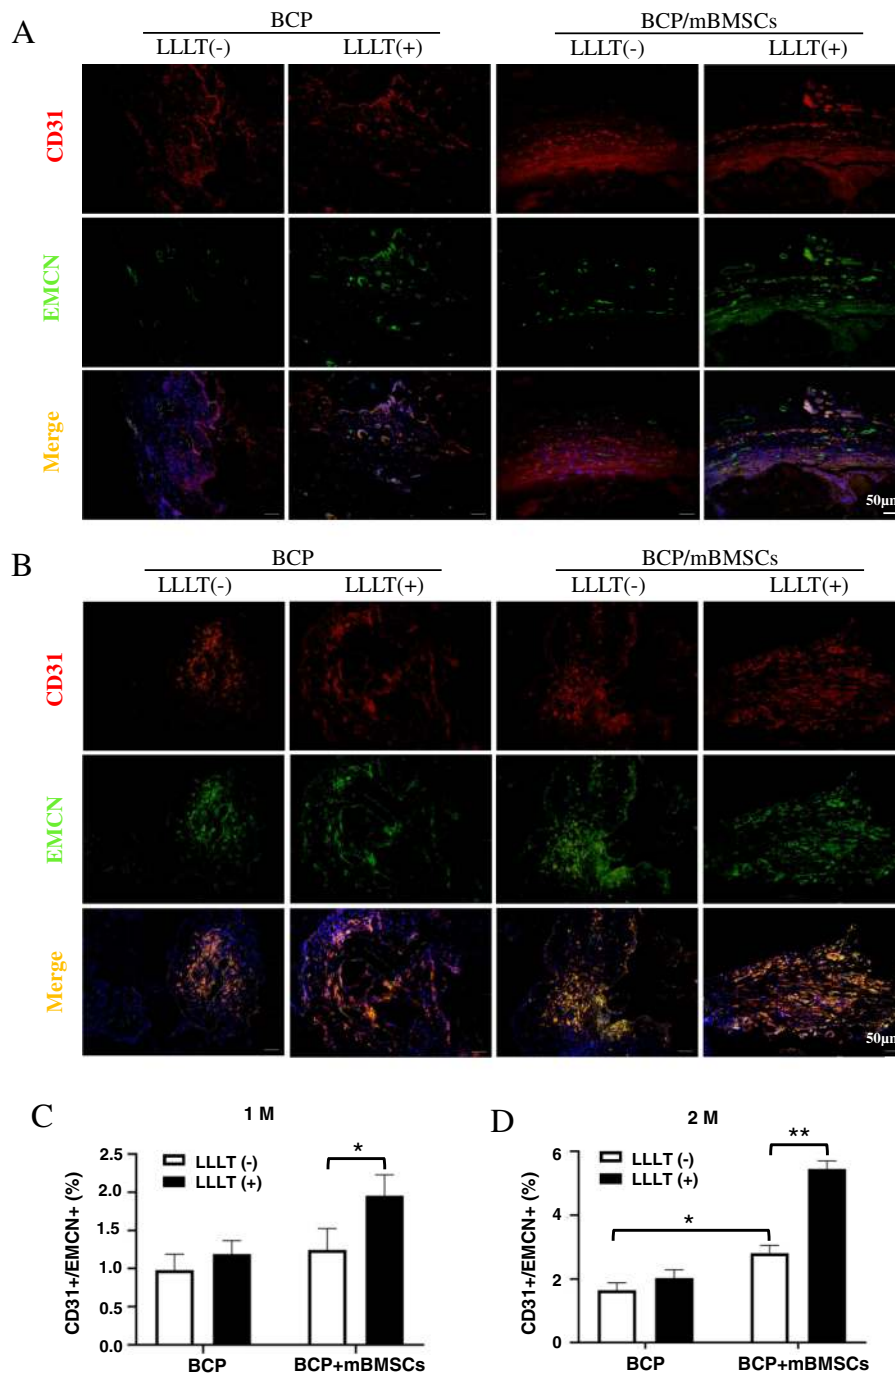 A
BCP
BCP/mBMSCs
LLLT(-)
LLLT(+)
LLLT(-)
LLLT(+)
CD31
EMCN
Merge
50μm
B
BCP
BCP/mBMSCs
LLLT(-)
LLLT(+)
LLLT(-)
LLLT(+)
CD31
EMCN
Merge
50μm
C
1 M
CD31+/EMCN+ (%)
2.5
2.0
1.5
1.0
0.5
0.0
LLLT (-)
LLLT (+)
*
BCP
BCP+mBMSCs
D
2 M
CD31+/EMCN+ (%)
6
4
2
0
LLLT (-)
LLLT (+)
*
**
BCP
BCP+mBMSCs